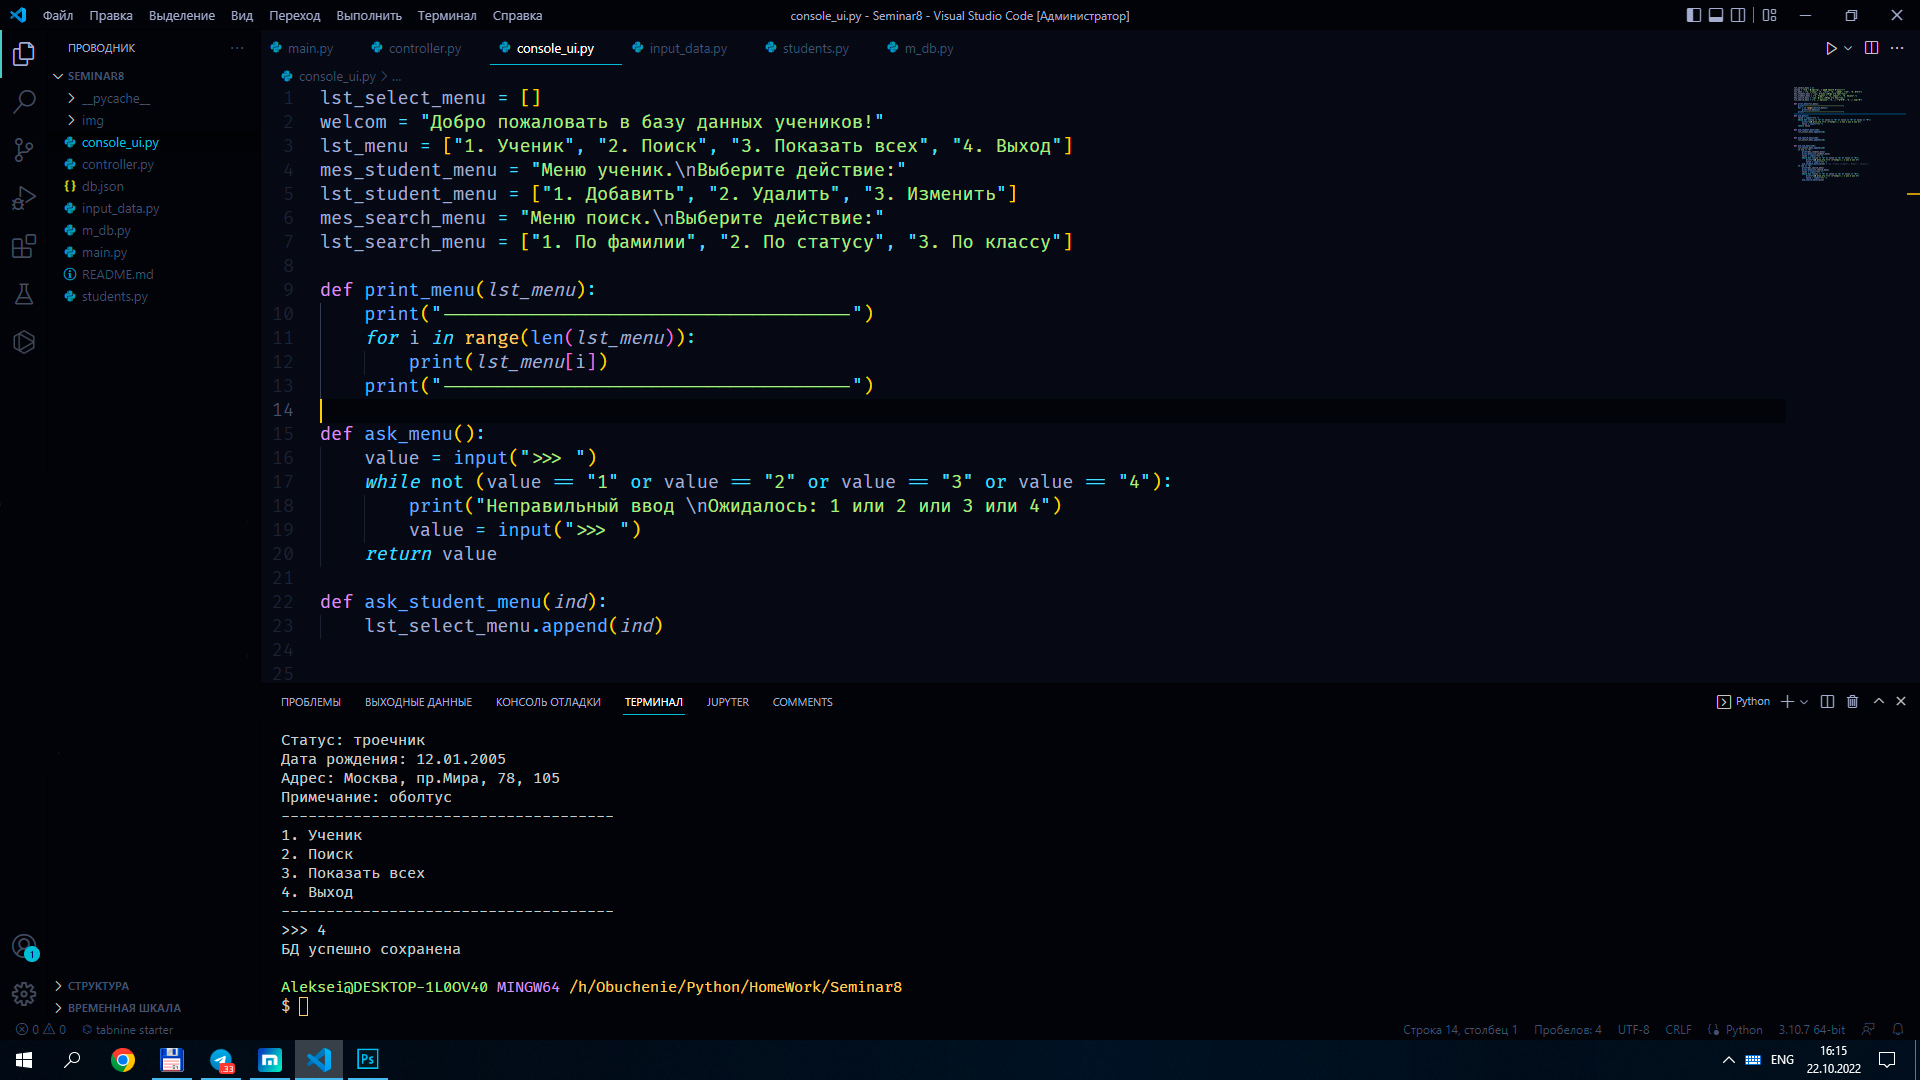 Файл Правка Выделение Вид Переход Выполнить Терминал Справка
console_ui.py - Seminar8 - Visual Studio Code [Администратор]
ПРОВОДНИК
SEMINAR8
__pycache__
img
console_ui.py
controller.py
db.json
input_data.py
m_db.py
main.py
README.md
students.py
СТРУКТУРА
ВРЕМЕННАЯ ШКАЛА
main.py controller.py console_ui.py input_data.py students.py m_db.py
console_ui.py > ...
1 lst_select_menu = []
2 welcom = "Добро пожаловать в базу данных учеников!"
3 lst_menu = ["1. Ученик", "2. Поиск", "3. Показать всех", "4. Выход"]
4 mes_student_menu = "Меню ученик.\nВыберите действие:"
5 lst_student_menu = ["1. Добавить", "2. Удалить", "3. Изменить"]
6 mes_search_menu = "Меню поиск.\nВыберите действие:"
7 lst_search_menu = ["1. По фамилии", "2. По статусу", "3. По классу"]
8
9 def print_menu(lst_menu):
10 print("-------------------------------------")
11 for i in range(len(lst_menu)):
12 print(lst_menu[i])
13 print("-------------------------------------")
14
15 def ask_menu():
16 value = input(">>> ")
17 while not (value == "1" or value == "2" or value == "3" or value == "4"):
18 print("Неправильный ввод \nОжидалось: 1 или 2 или 3 или 4")
19 value = input(">>> ")
20 return value
21
22 def ask_student_menu(ind):
23 lst_select_menu.append(ind)
24
25
ПРОБЛЕМЫ ВЫХОДНЫЕ ДАННЫЕ КОНСОЛЬ ОТЛАДКИ ТЕРМИНАЛ JUPYTER COMMENTS
Python
Статус: троечник
Дата рождения: 12.01.2005
Адрес: Москва, пр.Мира, 78, 105
Примечание: оболтус
-------------------------------------
1. Ученик
2. Поиск
3. Показать всех
4. Выход
-------------------------------------
>>> 4
БД успешно сохранена
Aleksei@DESKTOP-1L0OV40 MINGW64 /h/Obuchenie/Python/HomeWork/Seminar8
$
1
0 0 tabnine starter
Строка 14, столбец 1 Пробелов: 4 UTF-8 CRLF Python 3.10.7 64-bit
33
Ps
ENG
16:15
22.10.2022